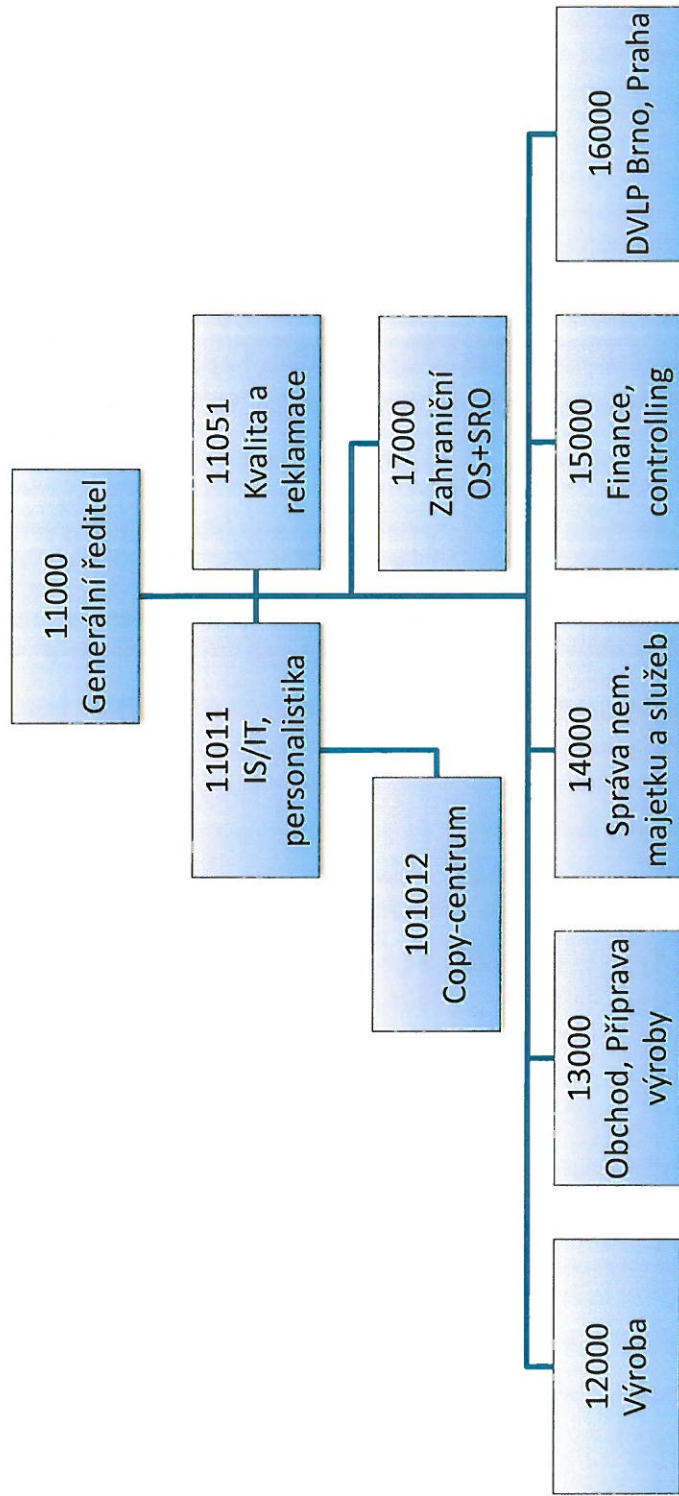 11000
Generální ředitel
11011
IS/IT,
personalistika
11051
Kvalita a
reklamace
101012
Copy-centrum
17000
Zahraniční
OS+SRO
12000
Výroba
13000
Obchod, Příprava
výroby
14000
Správa nem.
majetku a služeb
15000
Finance,
controlling
16000
DVLP Brno, Praha